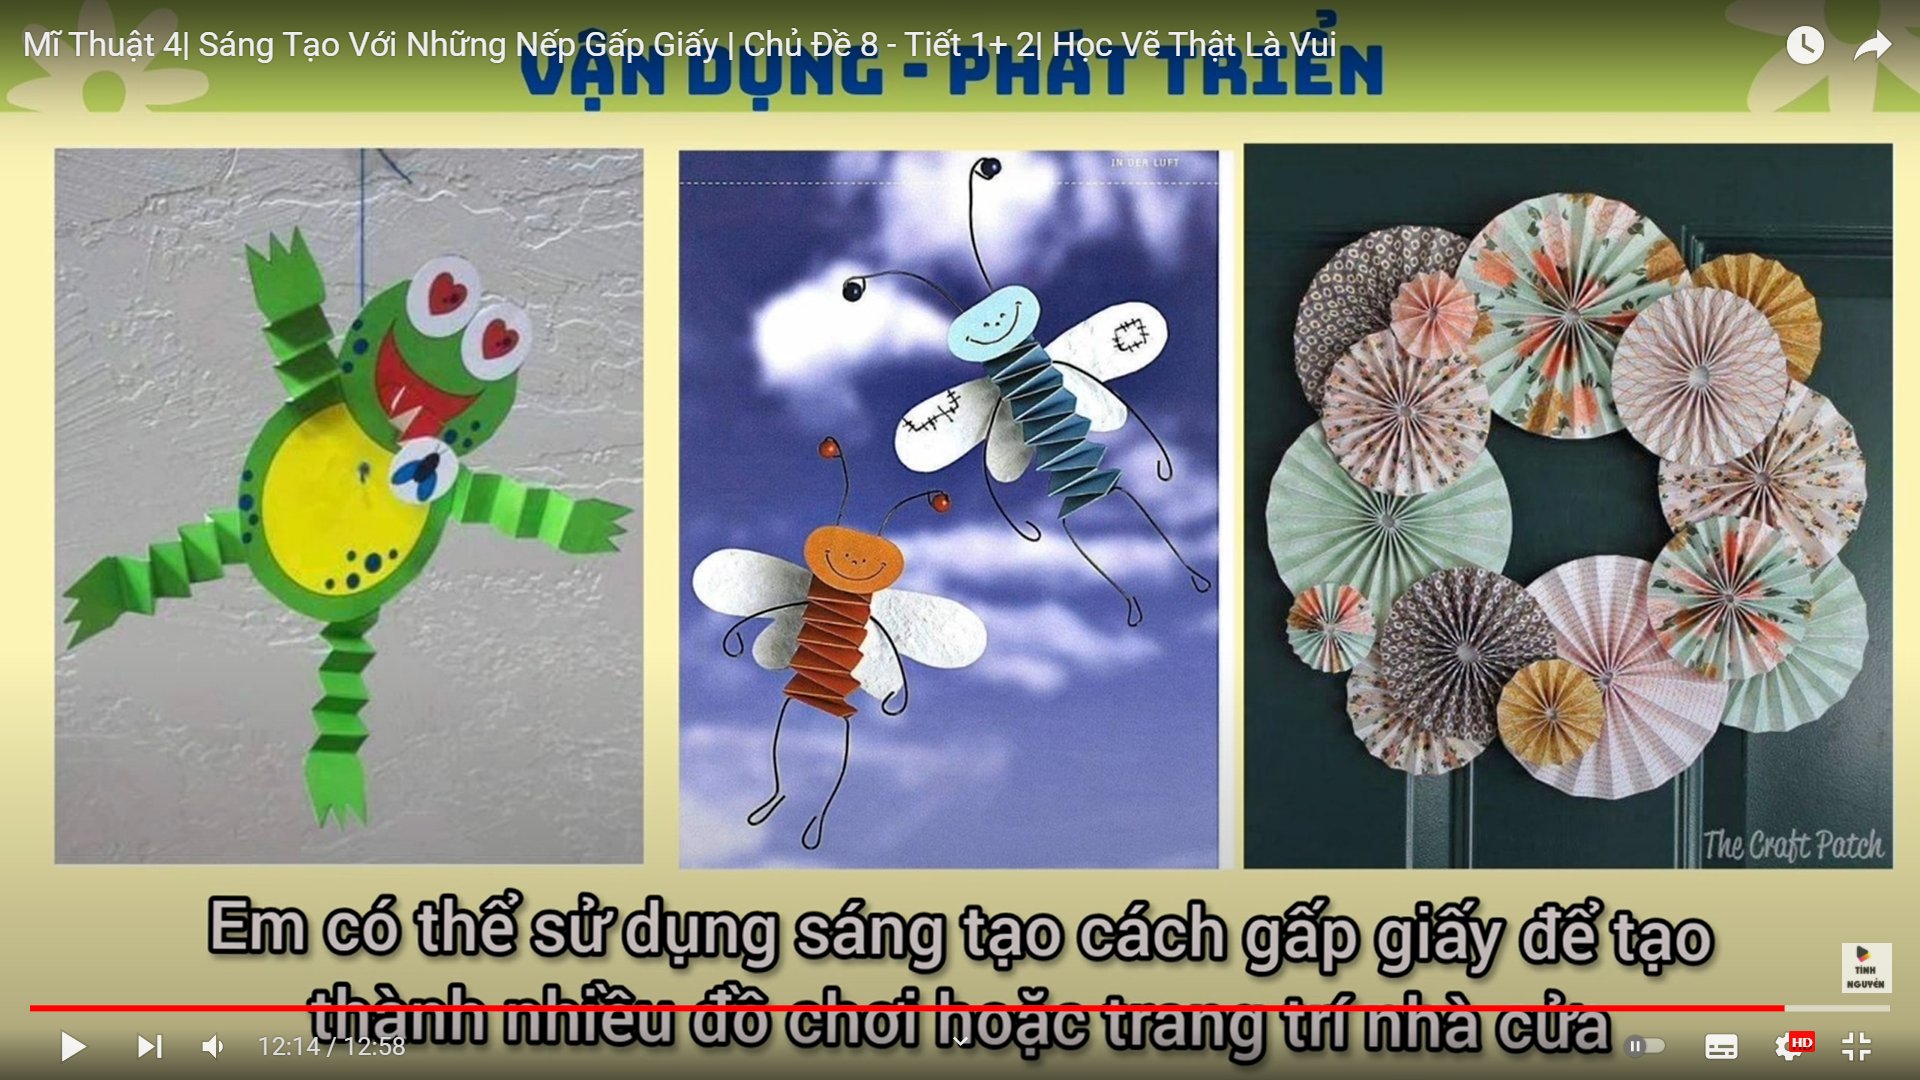 Mĩ Thuật 4| Sáng Tạo Với Những Nếp Gấp Giấy | Chủ Đề 8 - Tiết 1+ 2| Học Vẽ Thật Là Vui
VẬN DỤNG - PHÁT TRIỂN
IN DER LUFT
The Craft Patch
Em có thể sử dụng sáng tạo cách gấp giấy để tạo
thành nhiều đồ chơi hoặc trang trí nhà cửa
TÌNH
NGUYỄN
12:14 / 12:58
HD